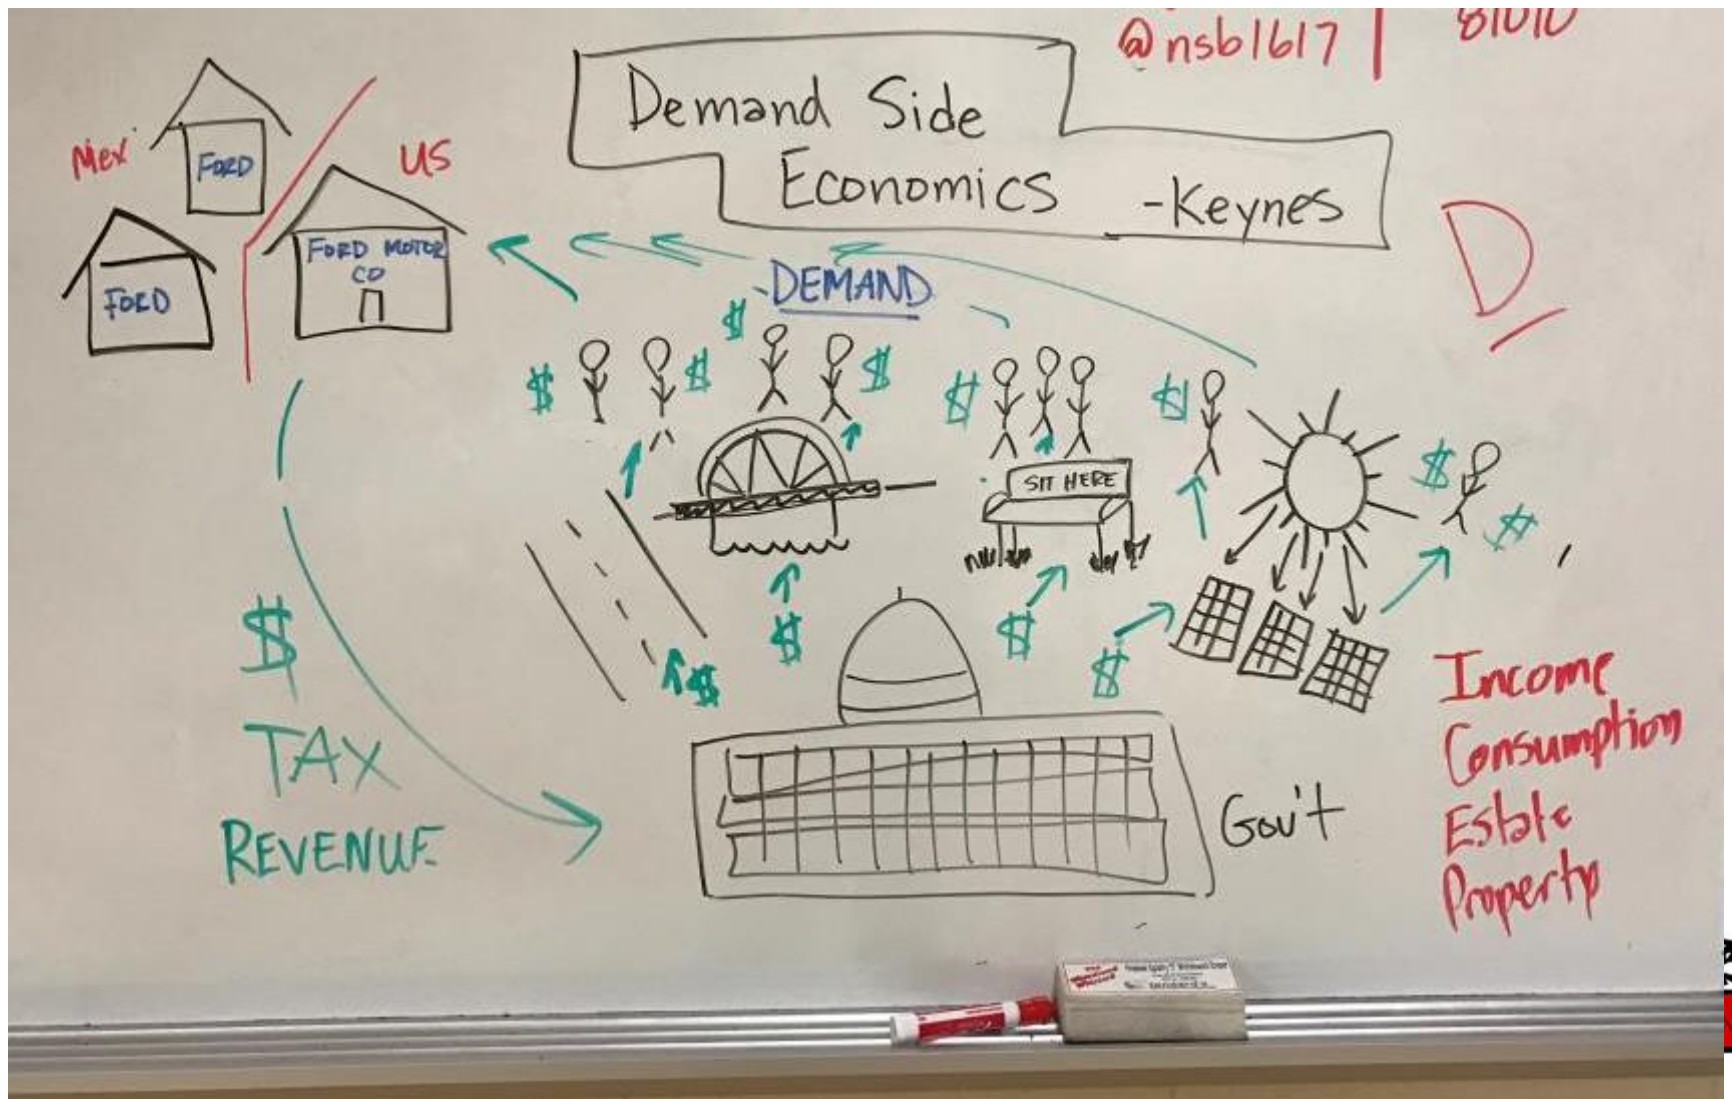 @nsb1617 | 81010
Demand Side
Economics -Keynes
Mex
US
FORD
FORD MOTOR
CO
FORD
D
DEMAND
$
$
$
$
$
$
$
$
SIT HERE
$
$
$
$
$
TAX
REVENUE
Gov't
Income
Consumption
Estate
Property